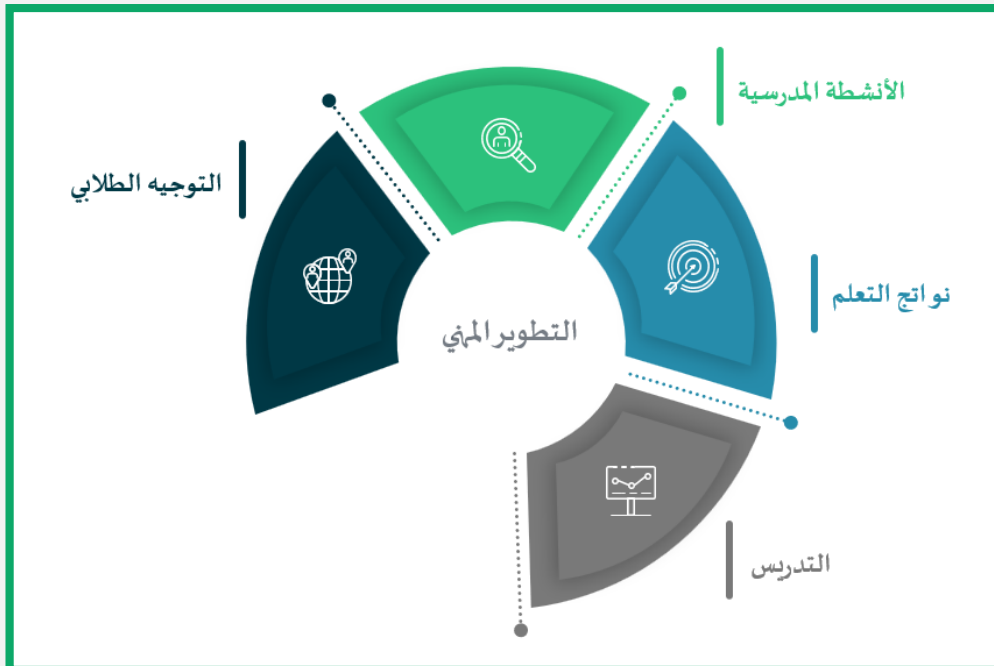 الأنشطة المدرسية
التوجيه الطلابي
نواتج التعلم
التطوير المهني
التدريس